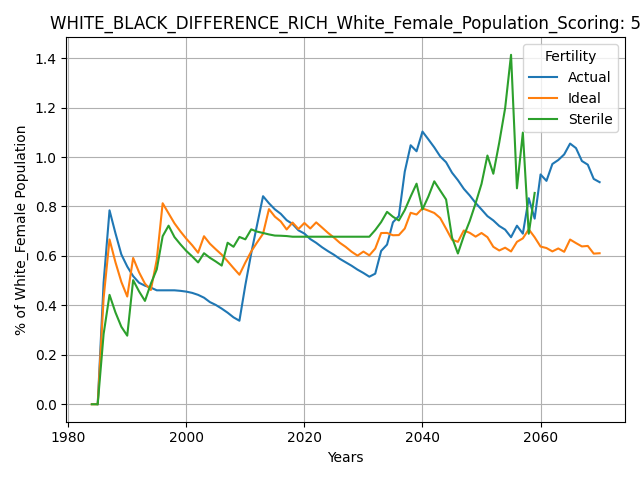 WHITE_BLACK_DIFFERENCE_RICH_White_Female_Population_Scoring: 5
Fertility
Actual
Ideal
Sterile
% of White_Female Population
1.4
1.2
1.0
0.8
0.6
0.4
0.2
0.0
1980 2000 2020 2040 2060
Years